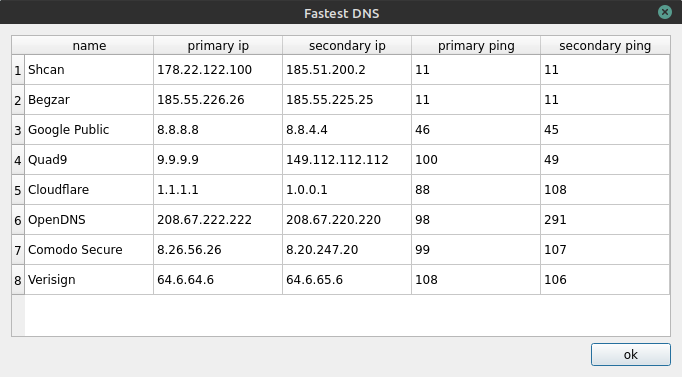 Fastest DNS
name primary ip secondary ip primary ping secondary ping
1 Shcan 178.22.122.100 185.51.200.2 11 11
2 Begzar 185.55.226.26 185.55.225.25 11 11
3 Google Public 8.8.8.8 8.8.4.4 46 45
4 Quad9 9.9.9.9 149.112.112.112 100 49
5 Cloudflare 1.1.1.1 1.0.0.1 88 108
6 OpenDNS 208.67.222.222 208.67.220.220 98 291
7 Comodo Secure 8.26.56.26 8.20.247.20 99 107
8 Verisign 64.6.64.6 64.6.65.6 108 106
ok